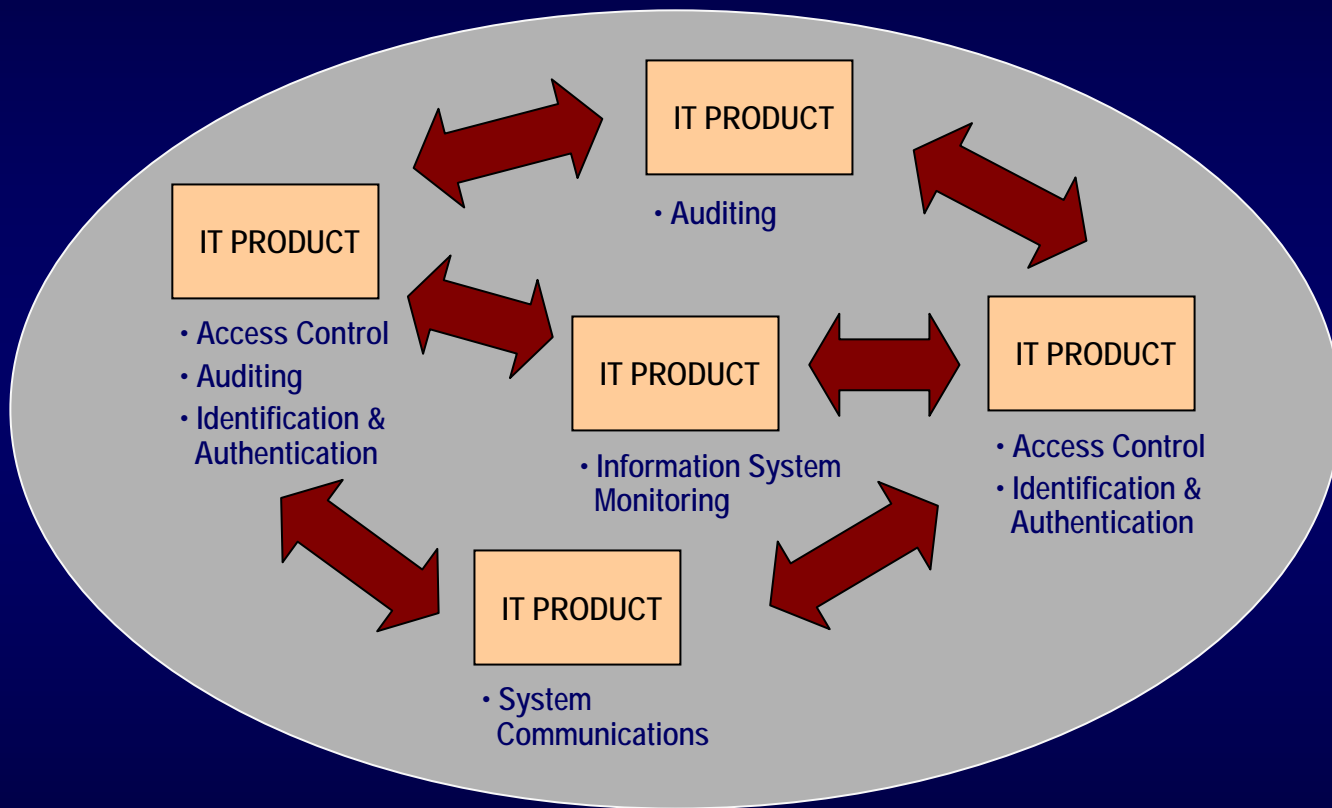 IT PRODUCT
• Auditing
IT PRODUCT
• Access Control
• Auditing
• Identification &
Authentication
IT PRODUCT
• Information System
Monitoring
IT PRODUCT
• Access Control
• Identification &
Authentication
IT PRODUCT
• System
Communications